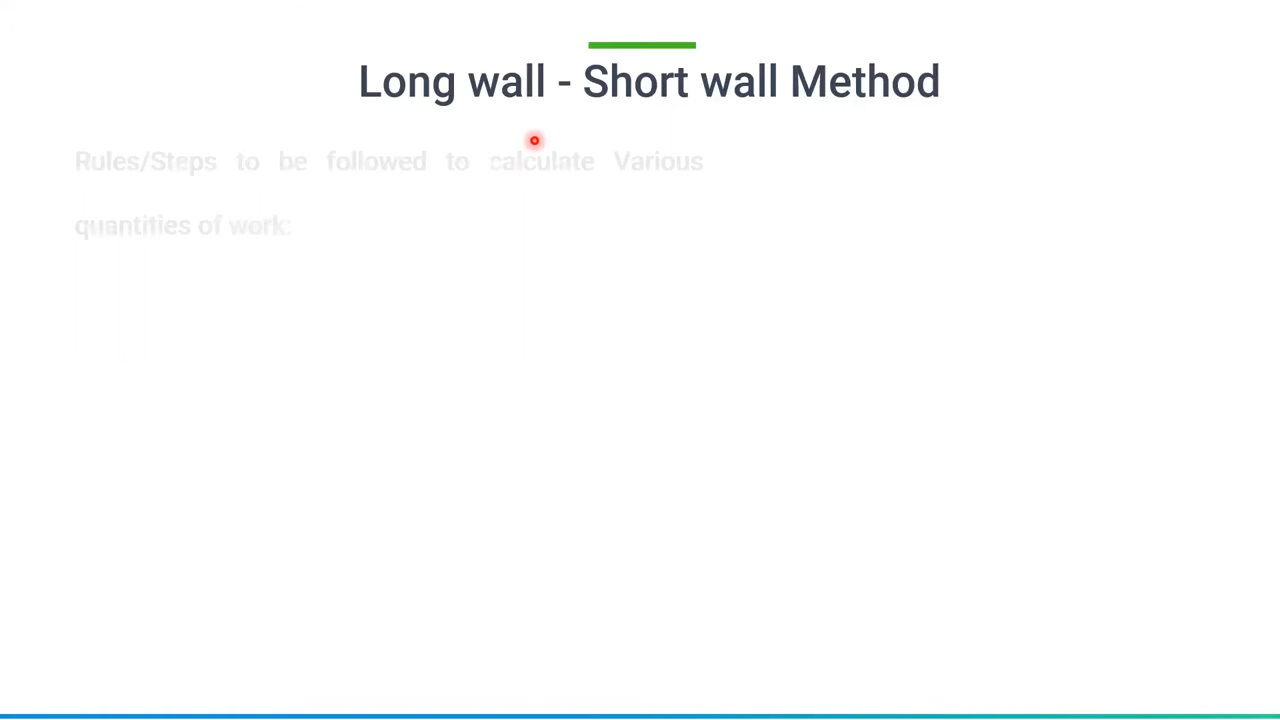 Long wall - Short wall Method
Rules/Steps to be followed to calculate Various
quantities of work: